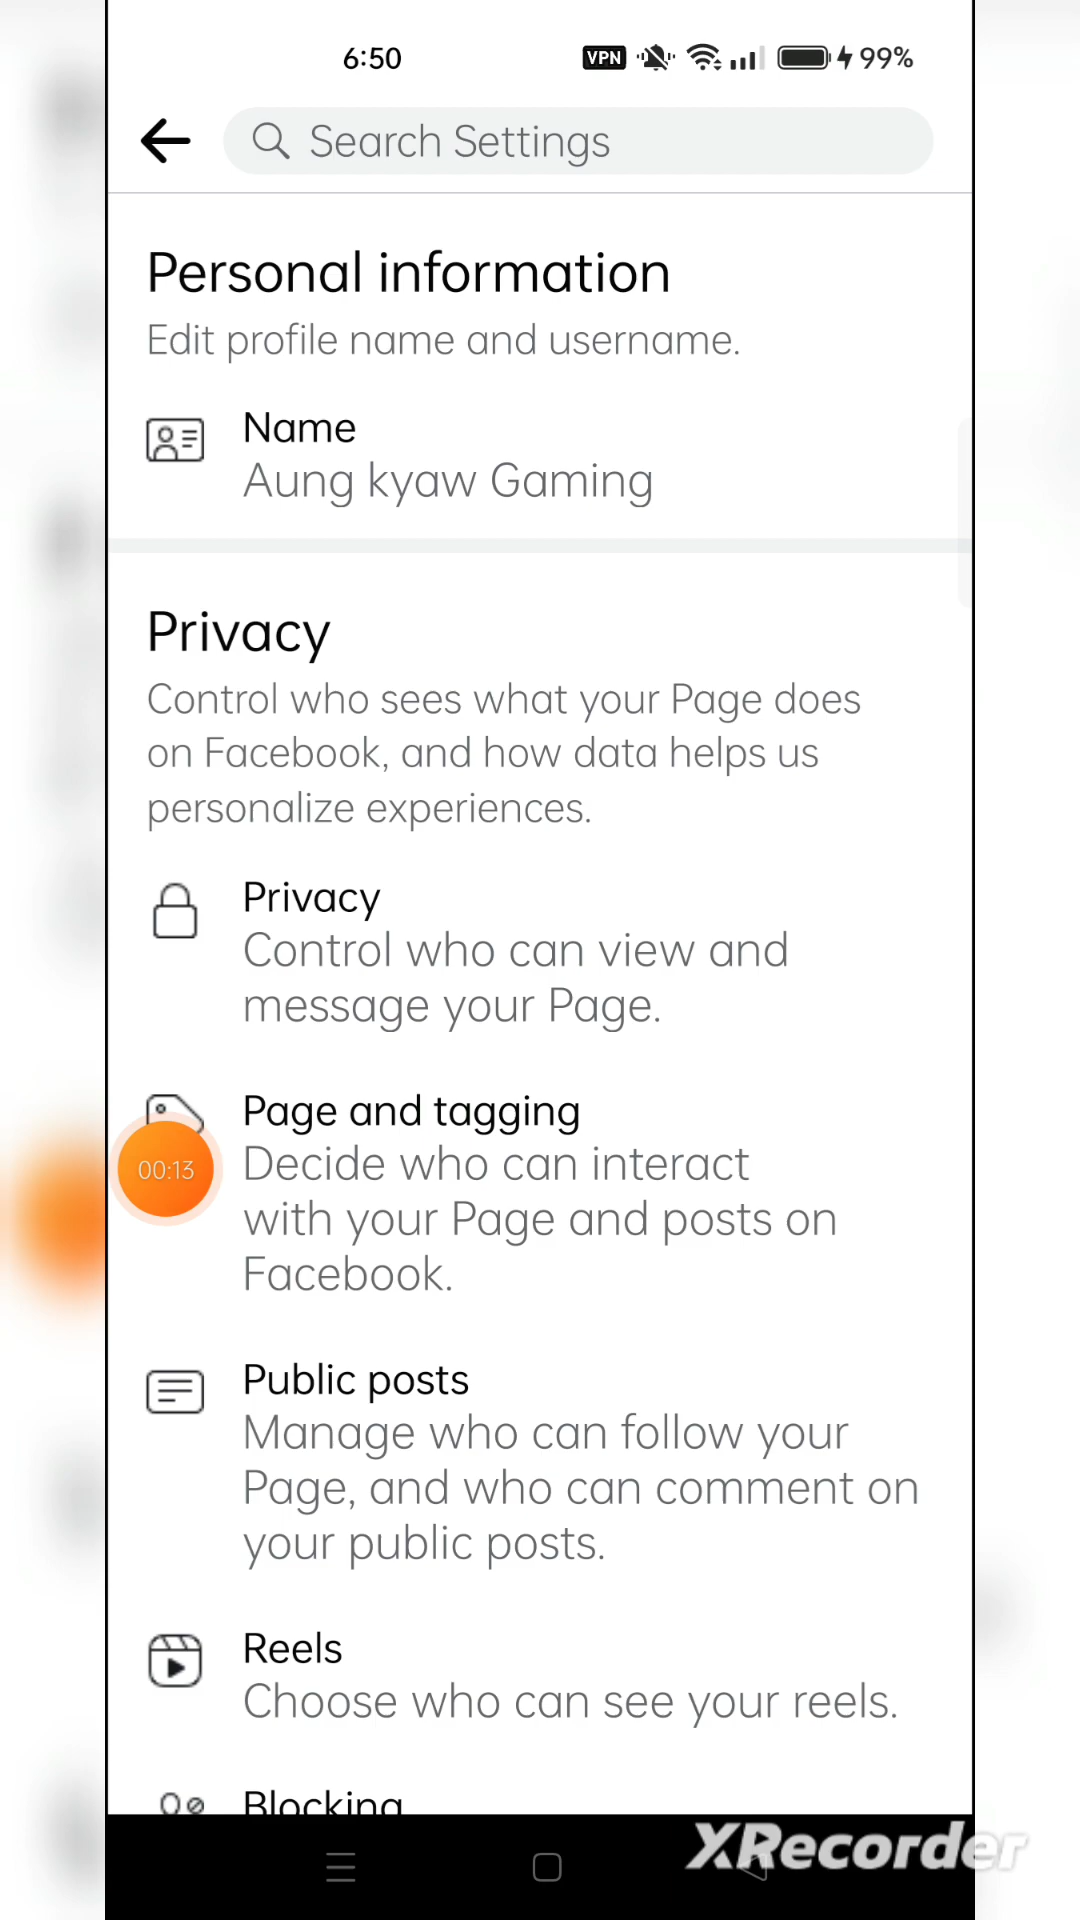 6:50
VPN
99%
Search Settings
Personal information
Edit profile name and username.
Name
Aung kyaw Gaming
Privacy
Control who sees what your Page does
on Facebook, and how data helps us
personalize experiences.
Privacy
Control who can view and
message your Page.
Page and tagging
00:13
Decide who can interact
with your Page and posts on
Facebook.
Public posts
Manage who can follow your
Page, and who can comment on
your public posts.
Reels
Choose who can see your reels.
Blocking
XRecorder